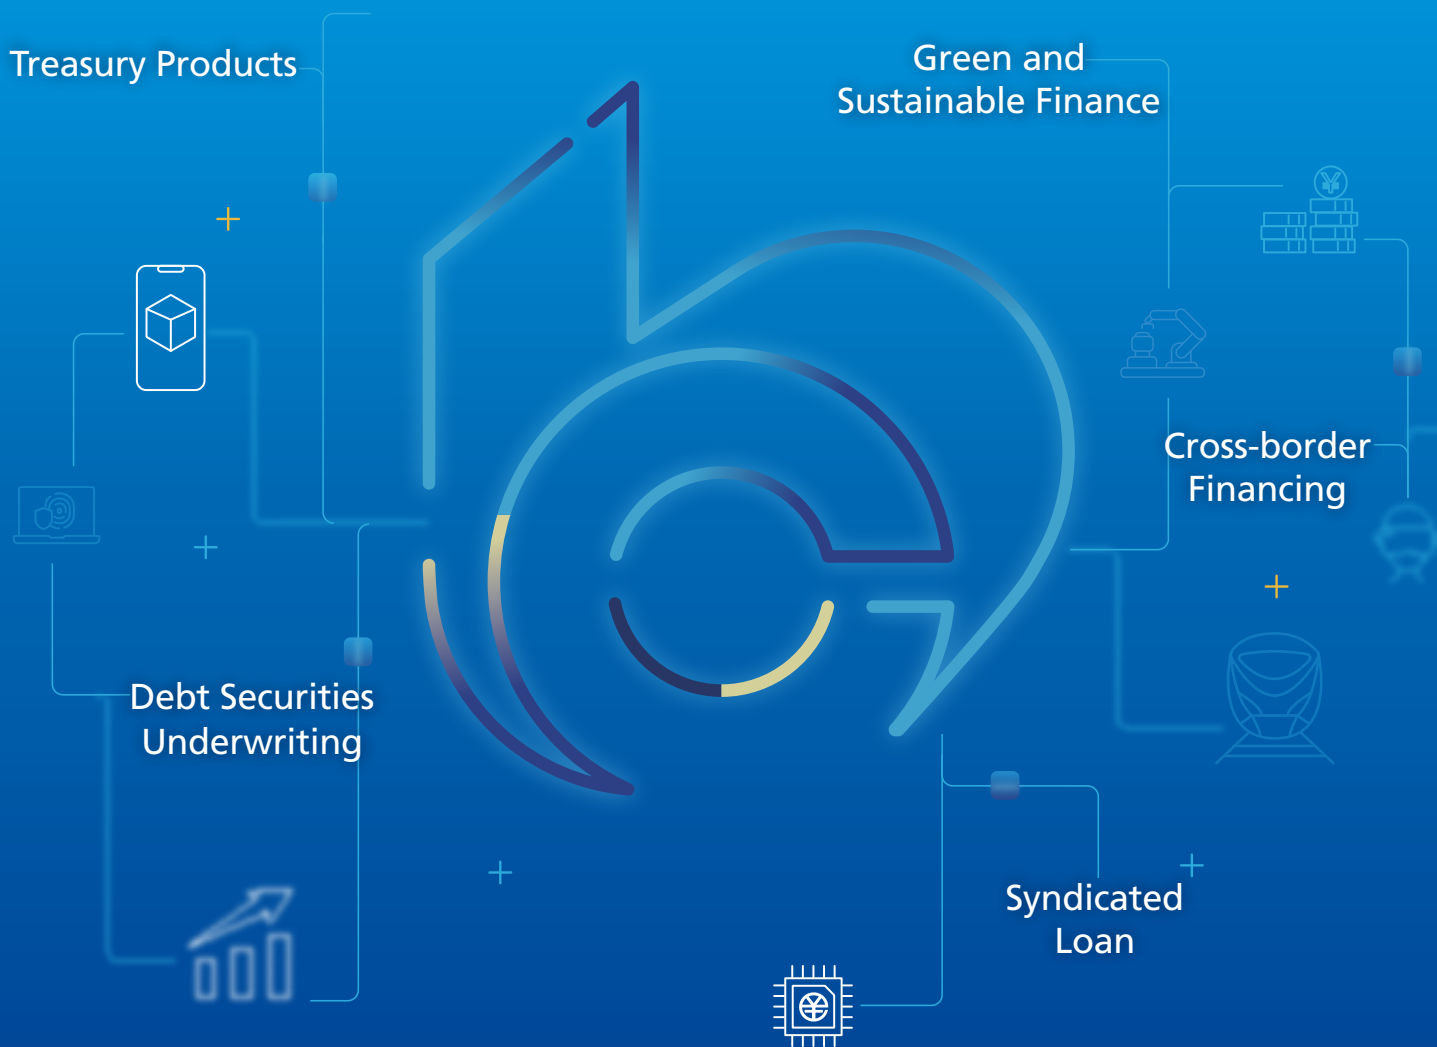 Treasury Products
Green and
Sustainable Finance
Cross-border
Financing
Debt Securities
Underwriting
Syndicated
Loan